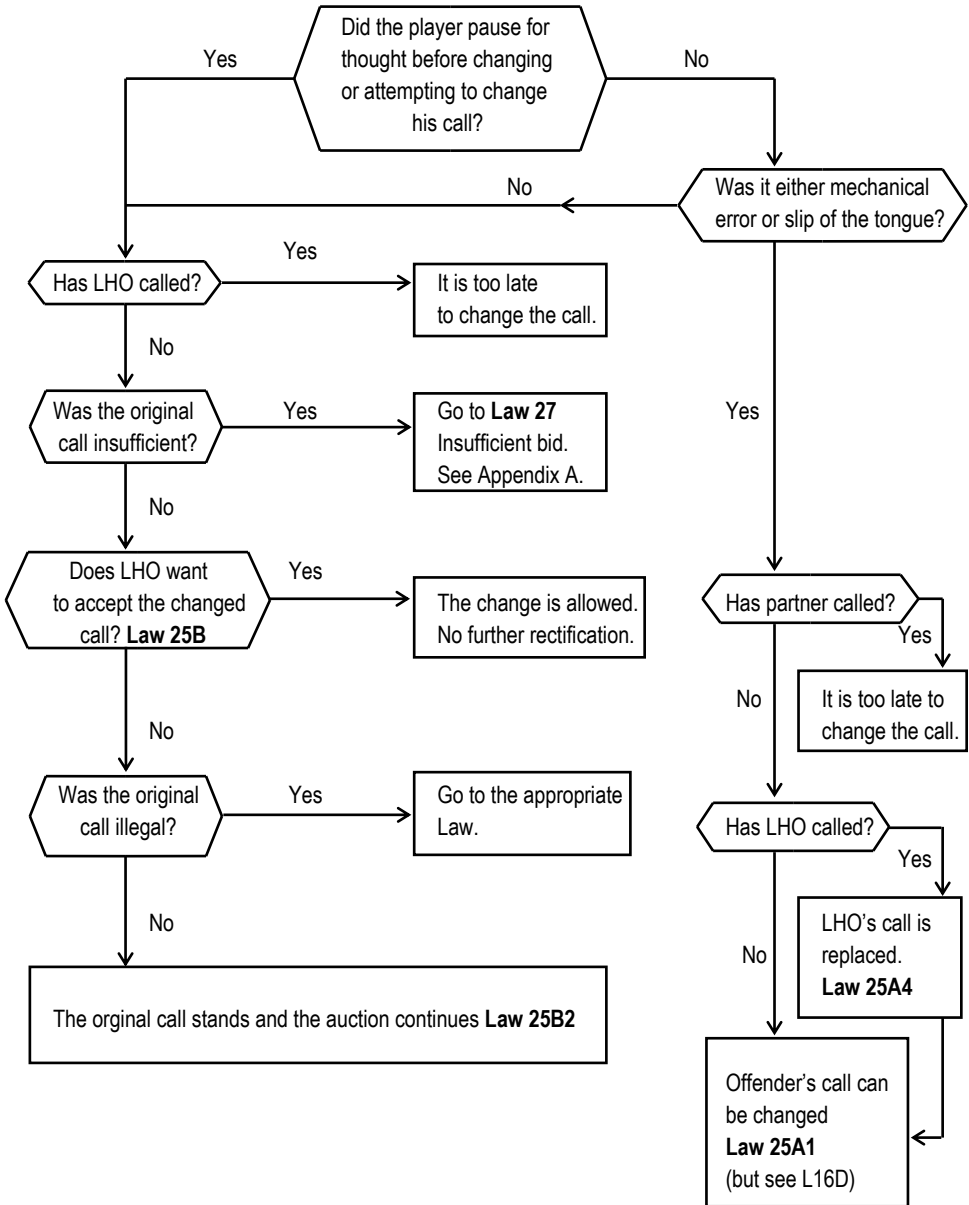 Did the player pause for
thought before changing
or attempting to change
his call?
Yes
No
Was it either mechanical
error or slip of the tongue?
No
Has LHO called?
Yes
It is too late
to change the call.
No
Was the original
call insufficient?
Yes
Go to Law 27
Insufficient bid.
See Appendix A.
Yes
No
Does LHO want
to accept the changed
call? Law 25B
Yes
The change is allowed.
No further rectification.
Has partner called?
Yes
It is too late to
change the call.
No
No
Was the original
call illegal?
Yes
Go to the appropriate
Law.
Has LHO called?
Yes
LHO's call is
replaced.
Law 25A4
No
No
The orginal call stands and the auction continues Law 25B2
Offender's call can
be changed
Law 25A1
(but see L16D)